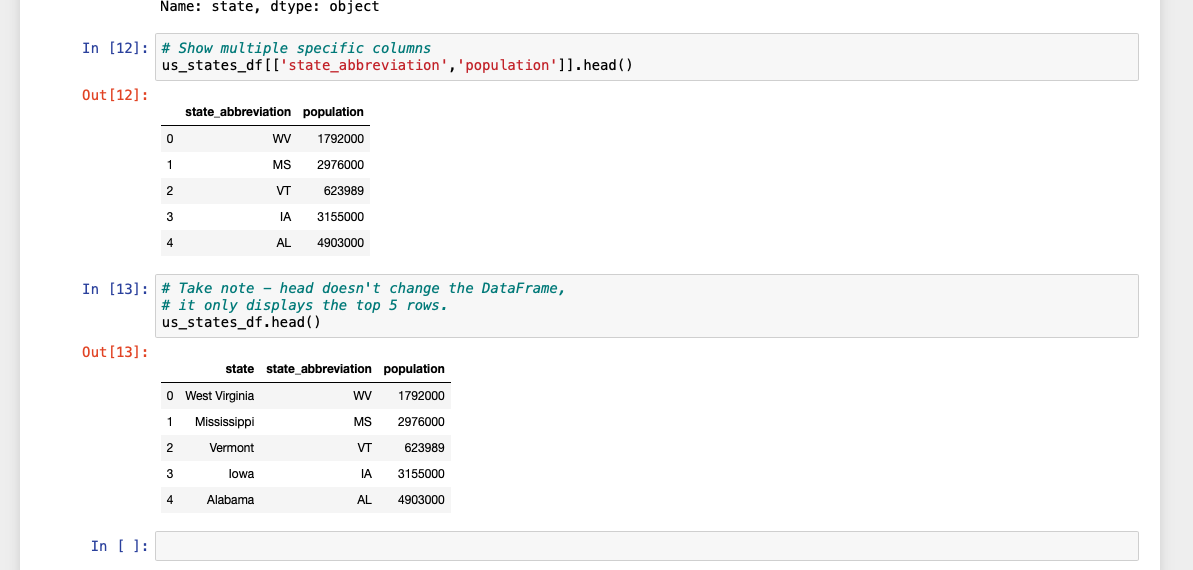 Name: state, dtype: object
In [12]: # Show multiple specific columns
us_states_df[['state_abbreviation','population']].head()
Out[12]:
state_abbreviation population
0 WV 1792000
1 MS 2976000
2 VT 623989
3 IA 3155000
4 AL 4903000
In [13]: # Take note – head doesn't change the DataFrame,
# it only displays the top 5 rows.
us_states_df.head()
Out[13]:
state state_abbreviation population
0 West Virginia WV 1792000
1 Mississippi MS 2976000
2 Vermont VT 623989
3 Iowa IA 3155000
4 Alabama AL 4903000
In [ ]: